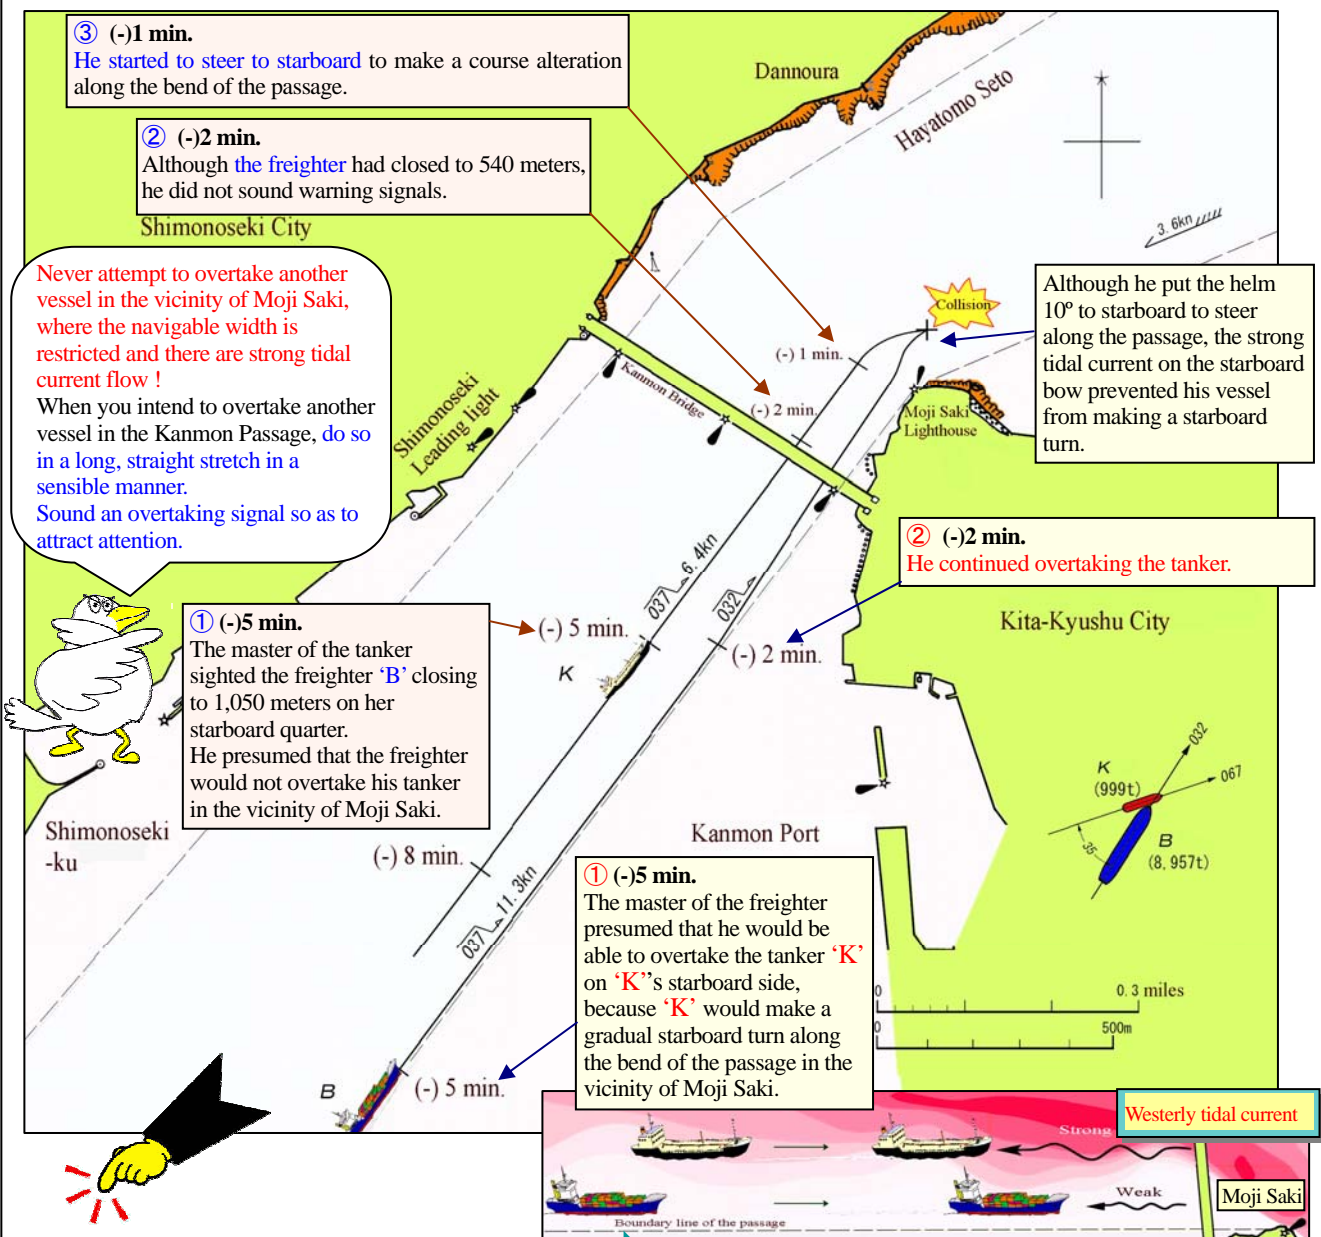 ③ (-)1 min.
He started to steer to starboard to make a course alteration
along the bend of the passage.
② (-)2 min.
Although the freighter had closed to 540 meters,
he did not sound warning signals.
Dannoura
Hayatomo Seto
Shimonoseki City
3.6kn
Never attempt to overtake another
vessel in the vicinity of Moji Saki,
where the navigable width is
restricted and there are strong tidal
current flow !
When you intend to overtake another
vessel in the Kanmon Passage, do so
in a long, straight stretch in a
sensible manner.
Sound an overtaking signal so as to
attract attention.
Collision
Although he put the helm
10º to starboard to steer
along the passage, the strong
tidal current on the starboard
bow prevented his vessel
from making a starboard
turn.
(-) 1 min.
Kanmon Bridge
(-) 2 min.
Moji Saki
Lighthouse
Shimonoseki
Leading light
② (-)2 min.
He continued overtaking the tanker.
037
6.4kn
032
Kita-Kyushu City
① (-)5 min.
The master of the tanker
sighted the freighter ‘B’ closing
to 1,050 meters on her
starboard quarter.
He presumed that the freighter
would not overtake his tanker
in the vicinity of Moji Saki.
(-) 5 min.
K
(-) 2 min.
032
067
K
(999t)
35
B
(8,957t)
Shimonoseki
-ku
(-) 8 min.
Kanmon Port
037
11.3kn
① (-)5 min.
The master of the freighter
presumed that he would be
able to overtake the tanker ‘K’
on ‘K’'s starboard side,
because ‘K’ would make a
gradual starboard turn along
the bend of the passage in the
vicinity of Moji Saki.
0
0.3 miles
0
500m
B
(-) 5 min.
Westerly tidal current
Strong
Weak
Moji Saki
Boundary line of the passage